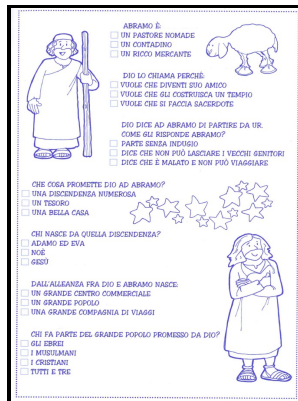 ABRAMO È:
UN PASTORE NOMADE
UN CONTADINO
UN RICCO MERCANTE
DIO LO CHIAMA PERCHÈ:
VUOLE CHE DIVENTI SUO AMICO
VUOLE CHE GLI COSTRUISCA UN TEMPIO
VUOLE CHE SI FACCIA SACERDOTE
DIO DICE AD ABRAMO DI PARTIRE DA UR.
COME GLI RISPONDE ABRAMO?
PARTE SENZA INDUGIO
DICE CHE NON PUÒ LASCIARE I VECCHI GENITORI
DICE CHE È MALATO E NON PUÒ VIAGGIARE
CHE COSA PROMETTE DIO AD ABRAMO?
UNA DISCENDENZA NUMEROSA
UN TESORO
UNA BELLA CASA
CHI NASCE DA QUELLA DISCENDENZA?
ADAMO ED EVA
NOÈ
GESÙ
DALL'ALLEANZA FRA DIO E ABRAMO NASCE:
UN GRANDE CENTRO COMMERCIALE
UN GRANDE POPOLO
UNA GRANDE COMPAGNIA DI VIAGGI
CHI FA PARTE DEL GRANDE POPOLO PROMESSO DA DIO?
GLI EBREI
I MUSULMANI
I CRISTIANI
TUTTI E TRE